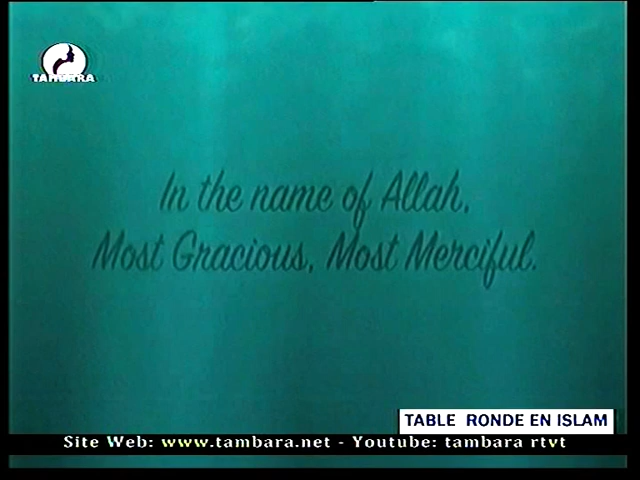 TAMBARA
In the name of Allah,
Most Gracious, Most Merciful.
TABLE RONDE EN ISLAM
Site Web: www.tambara.net - Youtube: tambara rtvt